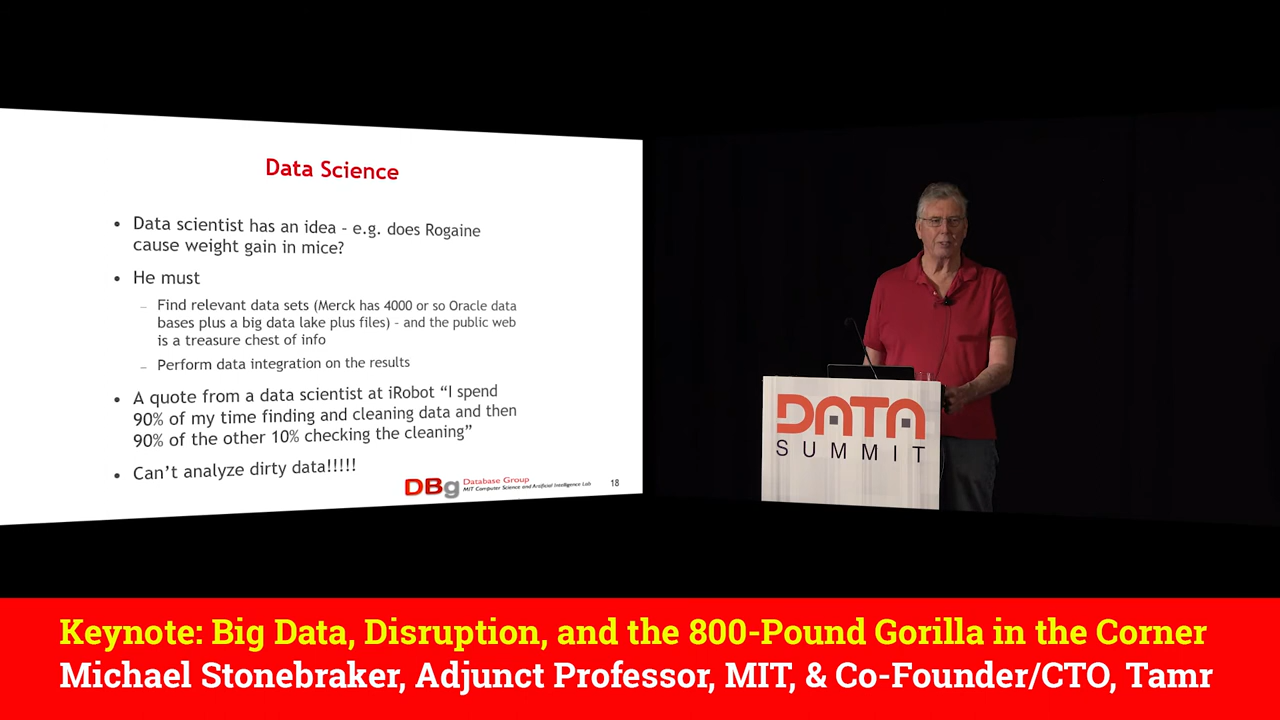 Data Science
• Data scientist has an idea - e.g. does Rogaine
cause weight gain in mice?
• He must
– Find relevant data sets (Merck has 4000 or so Oracle data
bases plus a big data lake plus files) - and the public web
is a treasure chest of info
– Perform data integration on the results
• A quote from a data scientist at iRobot “I spend
90% of my time finding and cleaning data and then
90% of the other 10% checking the cleaning”
• Can’t analyze dirty data!!!!!
DBg
Database Group
MIT Computer Science and Artificial Intelligence Lab
18
DATA
SUMMIT
Keynote: Big Data, Disruption, and the 800-Pound Gorilla in the Corner
Michael Stonebraker, Adjunct Professor, MIT, & Co-Founder/CTO, Tamr